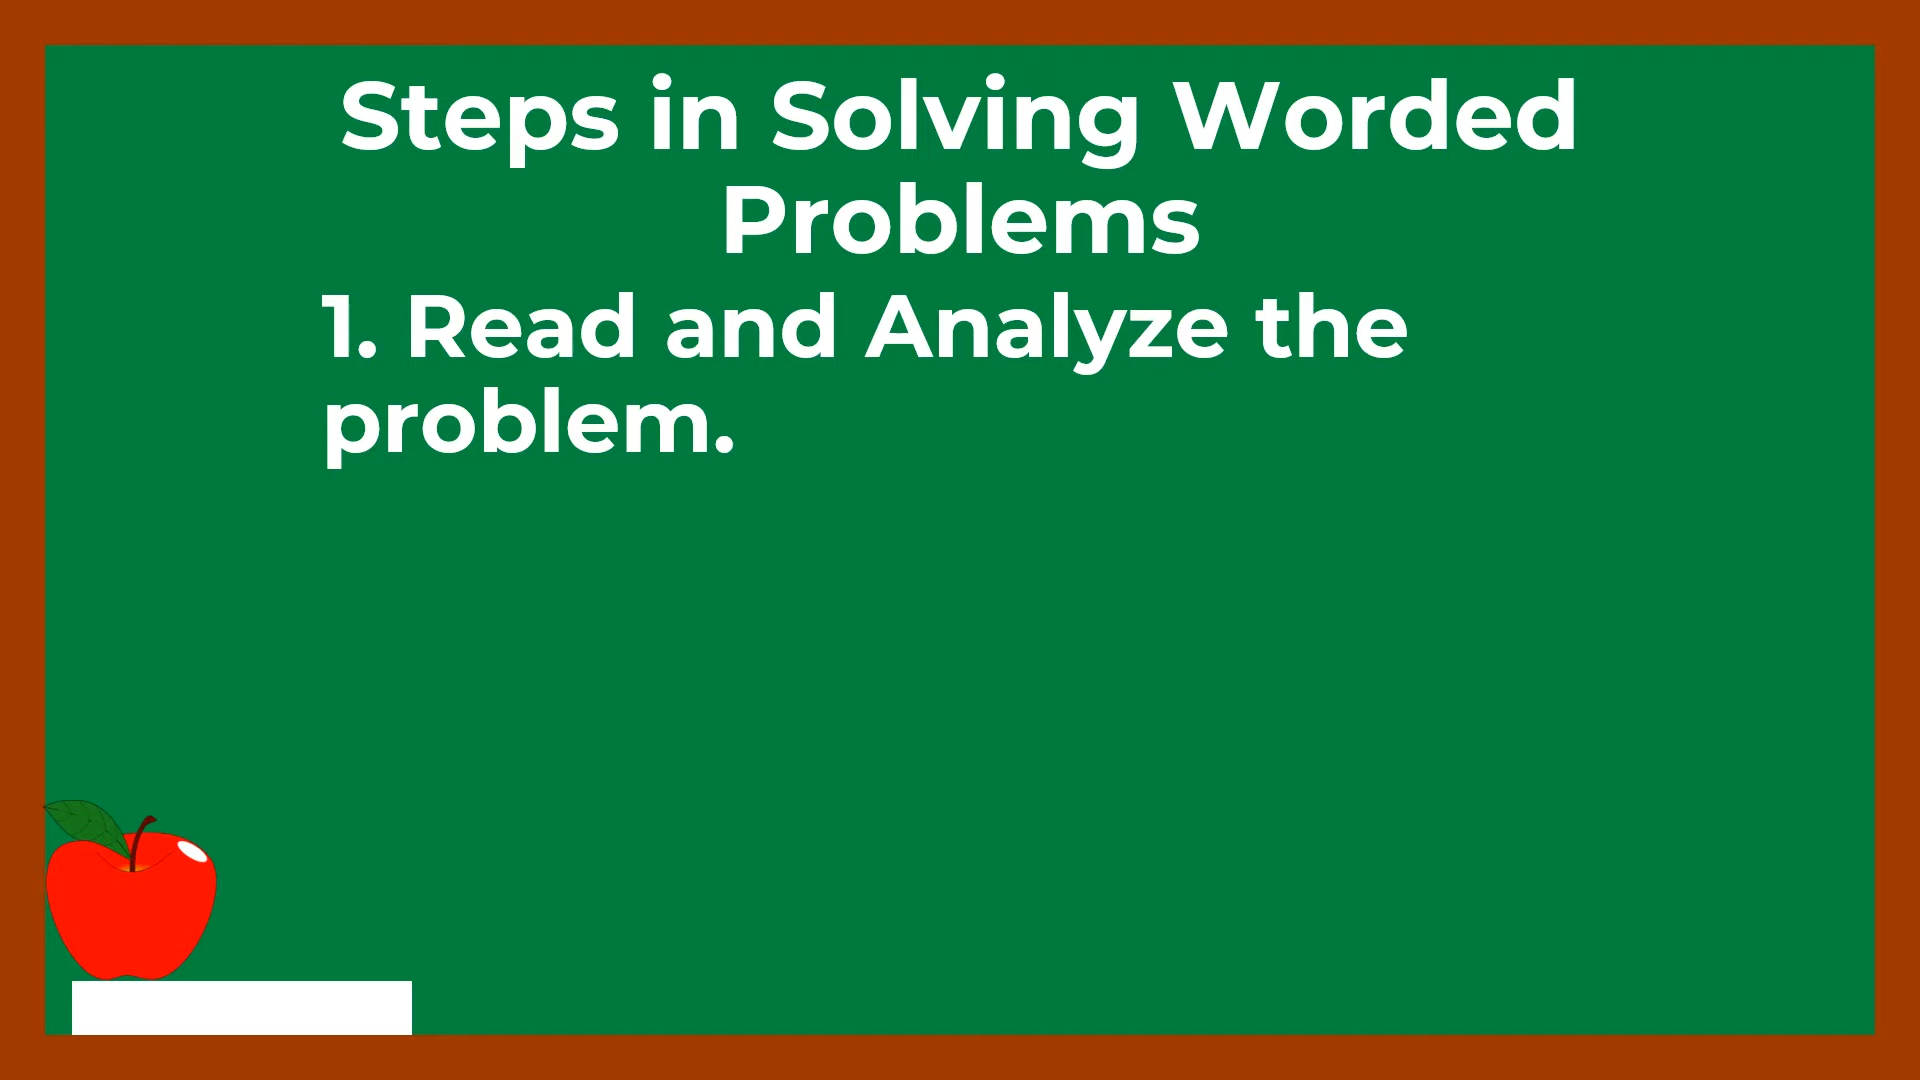 Steps in Solving Worded
Problems
1. Read and Analyze the
problem.